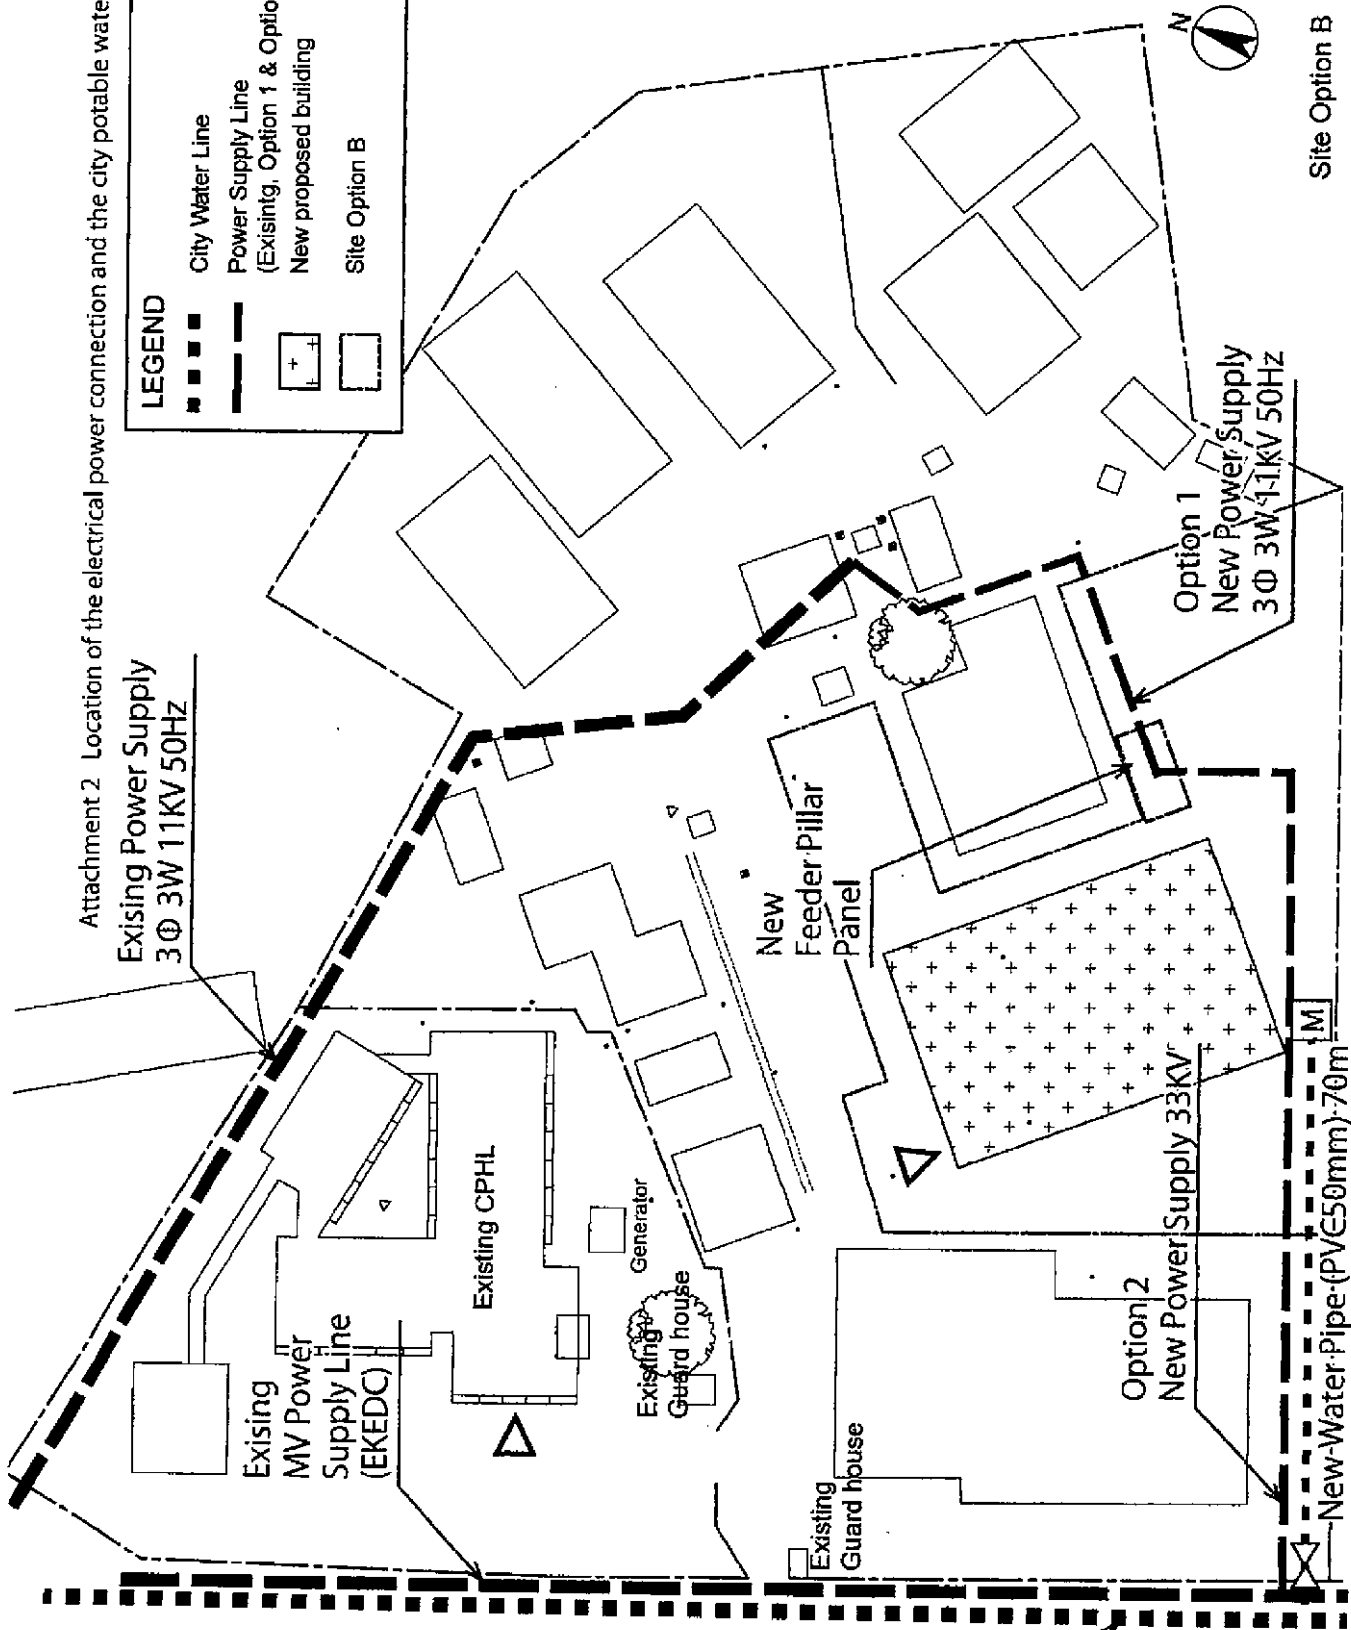 Attachment 2 Location of the electrical power connection and the city potable wate
LEGEND
City Water Line
Power Supply Line
(Exisintg, Option 1 & Optio
New proposed building
Site Option B
N
Site Option B
Exising Power Supply
3Φ 3W 11KV 50Hz
Option 1
New Power Supply
3Φ 3W 11KV 50Hz
New
Feeder Pillar
Panel
Existing CPHL
Generator
Existing
Guard house
Exising
MV Power
Supply Line
(EKEDC)
Existing
Guard house
Option 2
New Power Supply 33KV
M
New Water Pipe (PVC50mm) 70m